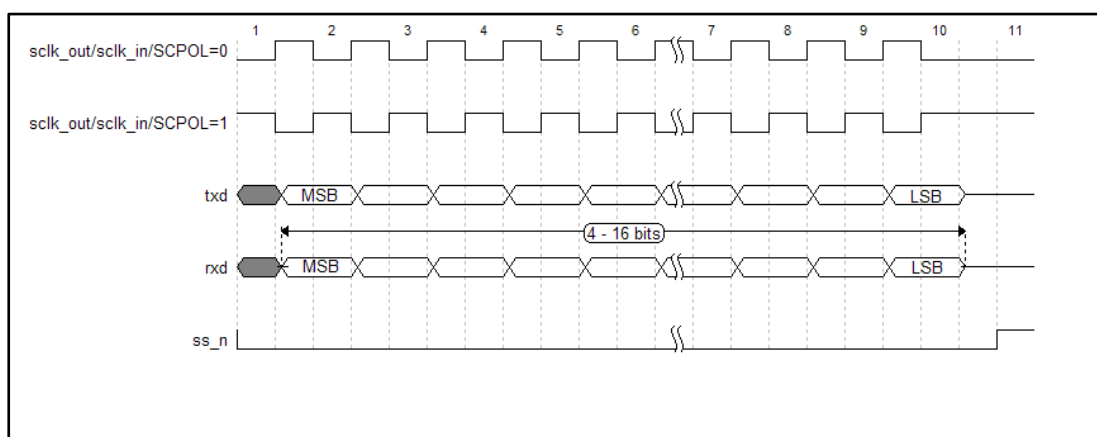 1 2 3 4 5 6 7 8 9 10 11
sclk_out/sclk_in/SCPOL=0
sclk_out/sclk_in/SCPOL=1
txd MSB LSB
4 - 16 bits
rxd MSB LSB
ss_n